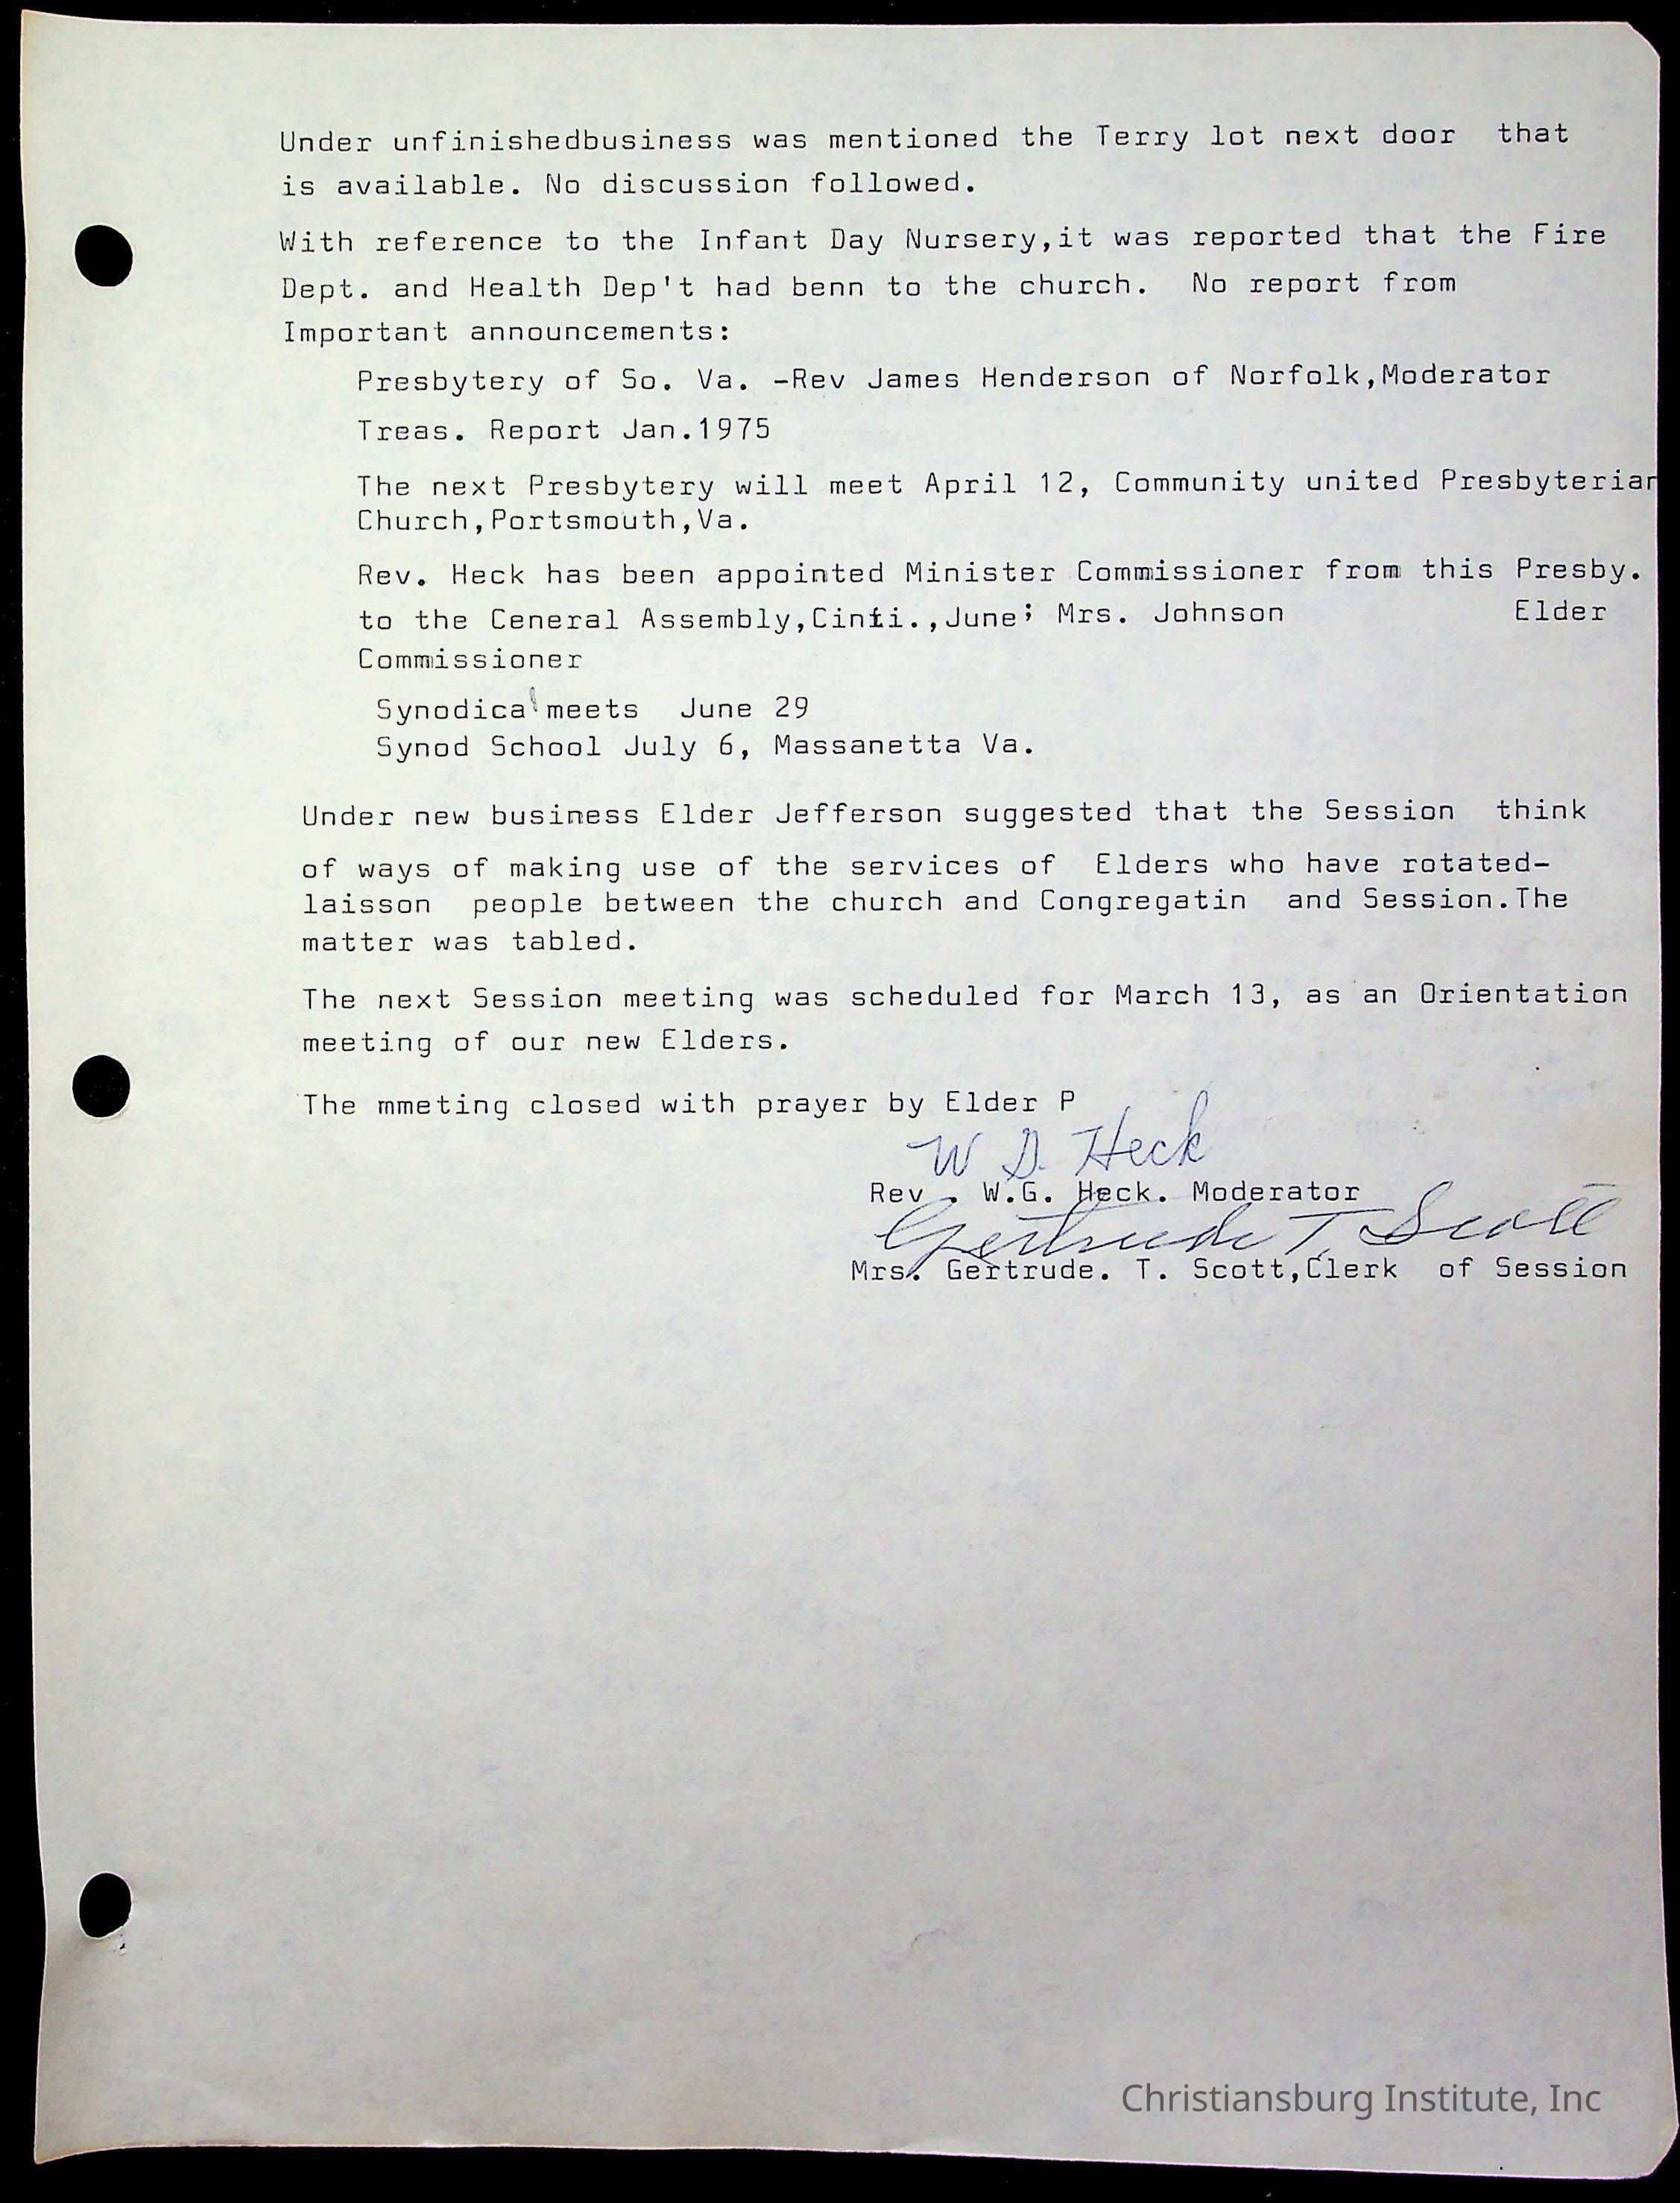 Under unfinishedbusiness was mentioned the Terry lot next door that
is available. No discussion followed.
With reference to the Infant Day Nursery,it was reported that the Fire
Dept. and Health Dep't had benn to the church. No report from
Important announcements:
Presbytery of So. Va. -Rev James Henderson of Norfolk,Moderator
Treas. Report Jan.1975
The next Presbytery will meet April 12, Community united Presbyterian
Church,Portsmouth,Va.
Rev. Heck has been appointed Minister Commissioner from this Presby.
to the Ceneral Assembly, June; Mrs. Johnson Elder
Commissioner
Synodical meets June 29
Synod School July 6, Massanetta Va.
Under new business Elder Jefferson suggested that the Session think
of ways of making use of the services of Elders who have rotated-
laisson people between the church and Congregatin and Session.The
matter was tabled.
The next Session meeting was scheduled for March 13, as an Orientation
meeting of our new Elders.
The mmeting closed with prayer by Elder P
W D. Heck
Rev . W.G. Heck. Moderator
Gertrude T. Scott
Mrs. Gertrude. T. Scott,Clerk of Session
Christiansburg Institute, Inc